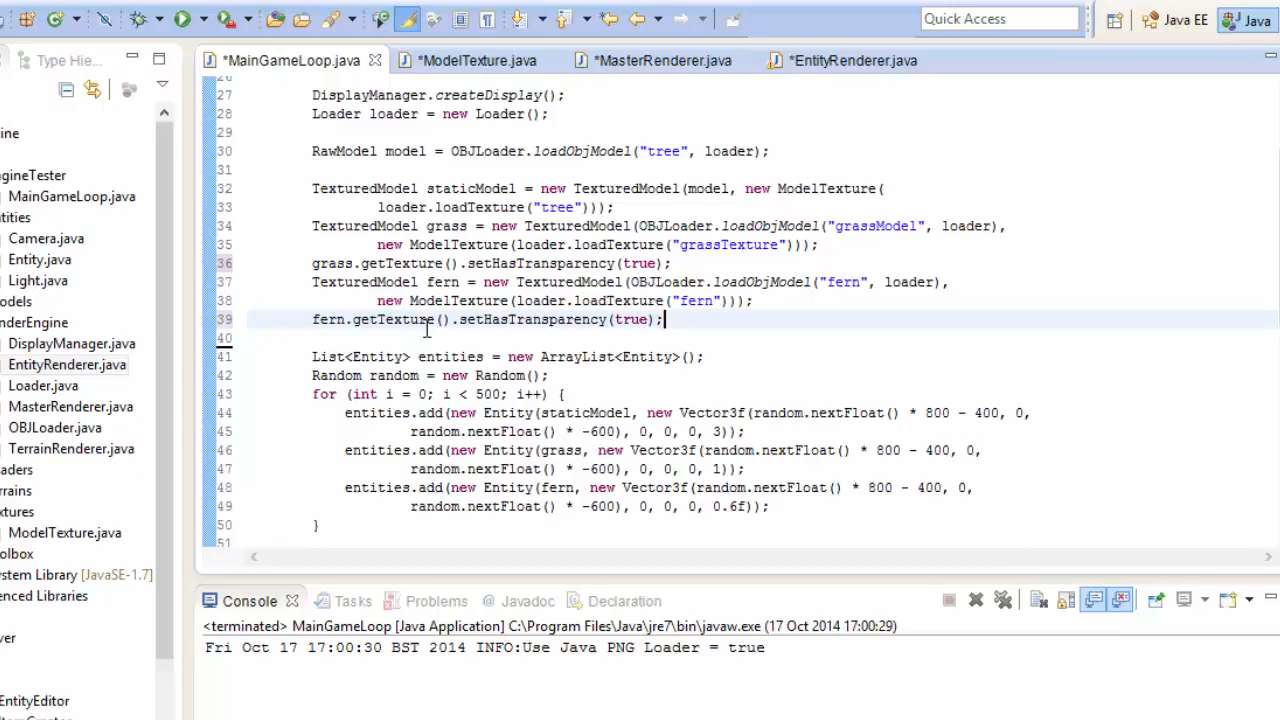 Quick Access
Java EE
Java
Type Hie...
*MainGameLoop.java
*ModelTexture.java
*MasterRenderer.java
*EntityRenderer.java
27 DisplayManager.createDisplay();
28 Loader loader = new Loader();
29
30 RawModel model = OBJLoader.loadObjModel("tree", loader);
31
32 TexturedModel staticModel = new TexturedModel(model, new ModelTexture(
33 loader.loadTexture("tree")));
34 TexturedModel grass = new TexturedModel(OBJLoader.loadObjModel("grassModel", loader),
35 new ModelTexture(loader.loadTexture("grassTexture")));
36 grass.getTexture().setHasTransparency(true);
37 TexturedModel fern = new TexturedModel(OBJLoader.loadObjModel("fern", loader),
38 new ModelTexture(loader.loadTexture("fern")));
39 fern.getTexture().setHasTransparency(true);
40
41 List<Entity> entities = new ArrayList<Entity>();
42 Random random = new Random();
43 for (int i = 0; i < 500; i++) {
44 entities.add(new Entity(staticModel, new Vector3f(random.nextFloat() * 800 - 400, 0,
45 random.nextFloat() * -600), 0, 0, 0, 3));
46 entities.add(new Entity(grass, new Vector3f(random.nextFloat() * 800 - 400, 0,
47 random.nextFloat() * -600), 0, 0, 0, 1));
48 entities.add(new Entity(fern, new Vector3f(random.nextFloat() * 800 - 400, 0,
49 random.nextFloat() * -600), 0, 0, 0, 0.6f));
50 }
51
ine
gineTester
MainGameLoop.java
tities
Camera.java
Entity.java
Light.java
odels
nderEngine
DisplayManager.java
EntityRenderer.java
Loader.java
MasterRenderer.java
OBJLoader.java
TerrainRenderer.java
aders
rrains
xtures
ModelTexture.java
olbox
stem Library [JavaSE-1.7]
enced Libraries
ver
EntityEditor
Console
Tasks
Problems
@ Javadoc
Declaration
<terminated> MainGameLoop [Java Application] C:\Program Files\Java\jre7\bin\javaw.exe (17 Oct 2014 17:00:29)
Fri Oct 17 17:00:30 BST 2014 INFO:Use Java PNG Loader = true